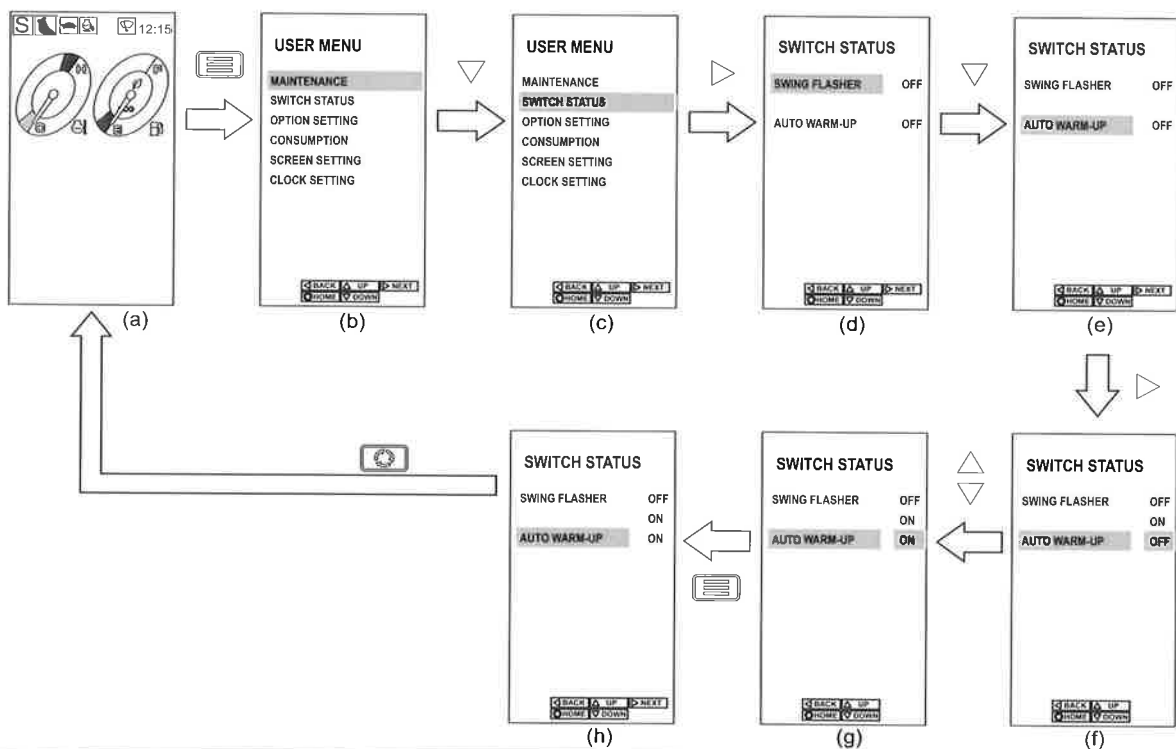 S 12:15
(a)
USER MENU
MAINTENANCE
SWITCH STATUS
OPTION SETTING
CONSUMPTION
SCREEN SETTING
CLOCK SETTING
BACK UP NEXT
HOME DOWN
(b)
USER MENU
MAINTENANCE
SWITCH STATUS
OPTION SETTING
CONSUMPTION
SCREEN SETTING
CLOCK SETTING
BACK UP NEXT
HOME DOWN
(c)
SWITCH STATUS
SWING FLASHER OFF
AUTO WARM-UP OFF
BACK UP NEXT
HOME DOWN
(d)
SWITCH STATUS
SWING FLASHER OFF
AUTO WARM-UP OFF
BACK UP NEXT
HOME DOWN
(e)
SWITCH STATUS
SWING FLASHER OFF
ON
AUTO WARM-UP ON
BACK UP NEXT
HOME DOWN
(h)
SWITCH STATUS
SWING FLASHER OFF
ON
AUTO WARM-UP ON
BACK UP
HOME DOWN
(g)
SWITCH STATUS
SWING FLASHER OFF
ON
AUTO WARM-UP OFF
BACK UP
HOME DOWN
(f)